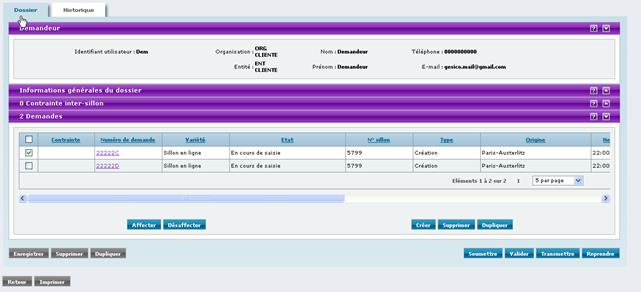 Dossier Historique
Demandeur
Identifiant utilisateur : Dem Organisation : ORG CLIENTE Nom : Demandeur Téléphone : 0000000000
Entité : ENT CLIENTE Prénom : Demandeur E-mail : gesico.mail@gmail.com
Informations générales du dossier
0 Contrainte inter-sillon
2 Demandes
Contrainte Numéro de demande Variété Etat N° sillon Type Origine He
22222C Sillon en ligne En cours de saisie 5799 Création Paris-Austerlitz 22:00
22222D Sillon en ligne En cours de saisie 5799 Création Paris-Austerlitz 22:00
Eléments 1 à 2 sur 2 1 5 par page
Affecter Désaffecter Créer Supprimer Dupliquer
Enregistrer Supprimer Dupliquer Soumettre Valider Transmettre Reprendre
Retour Imprimer